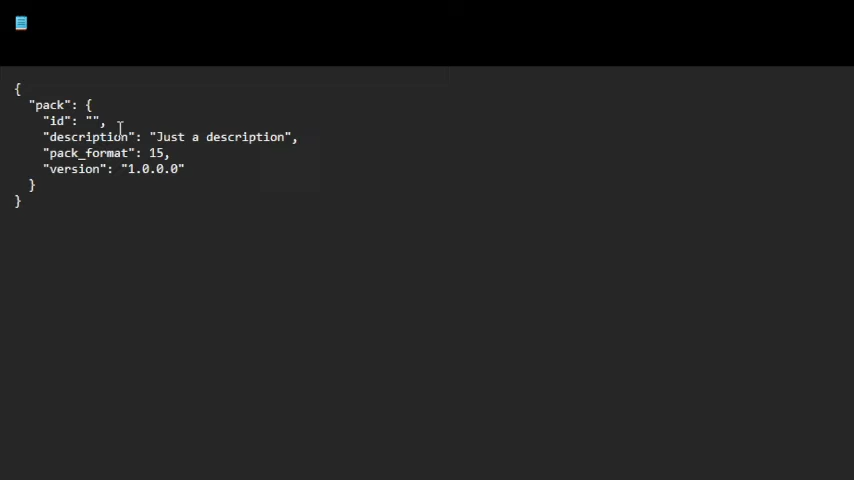 {
"pack": {
"id": "",
"description": "Just a description",
"pack_format": 15,
"version": "1.0.0.0"
}
}